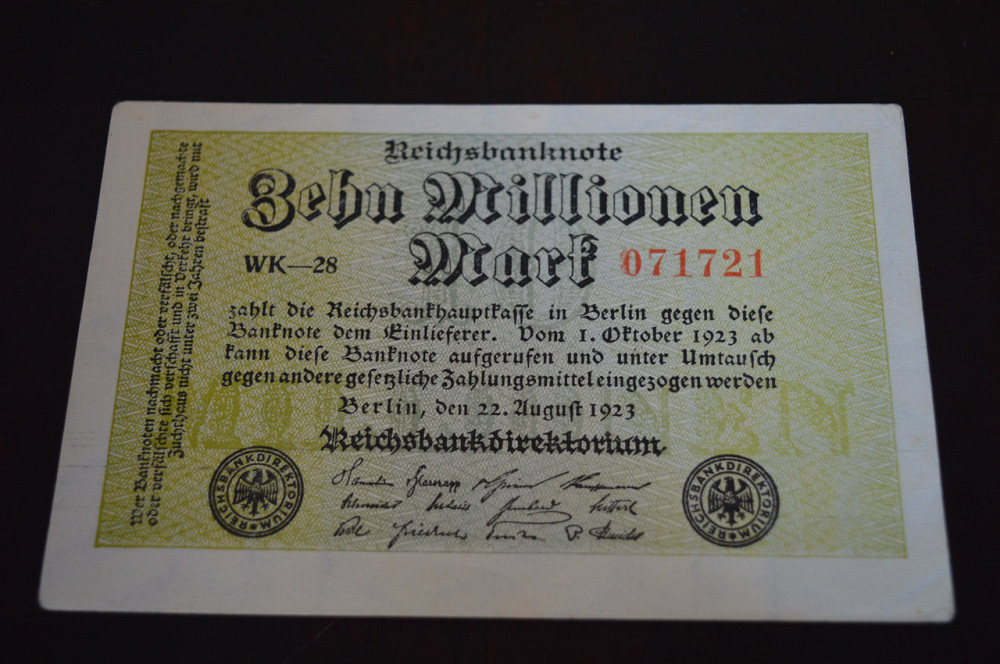 Reichsbanknote
Zehn Millionen
Mark
WK—28
071721
zahlt die Reichsbankhauptkasse in Berlin gegen diese
Banknote dem Einlieferer. Vom 1. Oktober 1923 ab
kann diese Banknote aufgerufen und unter Umtausch
gegen andere gesetzliche Zahlungsmittel eingezogen werden
Berlin, den 22. August 1923
Reichsbankdirektorium
Wer Banknoten nachmacht oder verfälscht, oder nachgemachte
oder verfälschte sich verschafft und in Verkehr bringt, wird mit
Zuchthaus nicht unter zwei Jahren bestraft
REICHSBANKDIREKTORIUM
REICHSBANKDIREKTORIUM